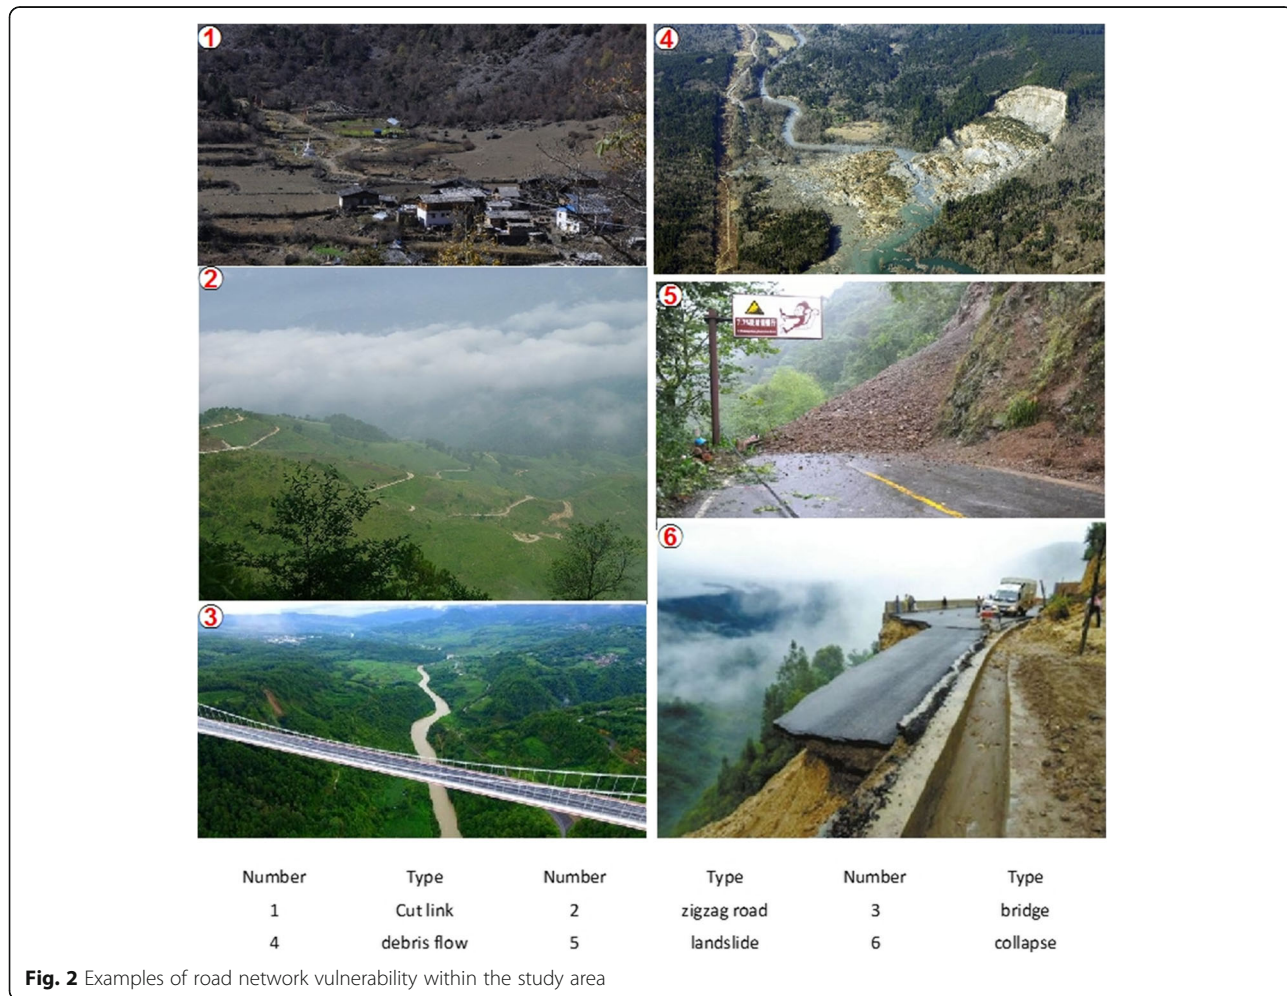 1
4
2
5
3
6
Number Type Number Type Number Type
1 Cut link 2 zigzag road 3 bridge
4 debris flow 5 landslide 6 collapse
Fig. 2 Examples of road network vulnerability within the study area